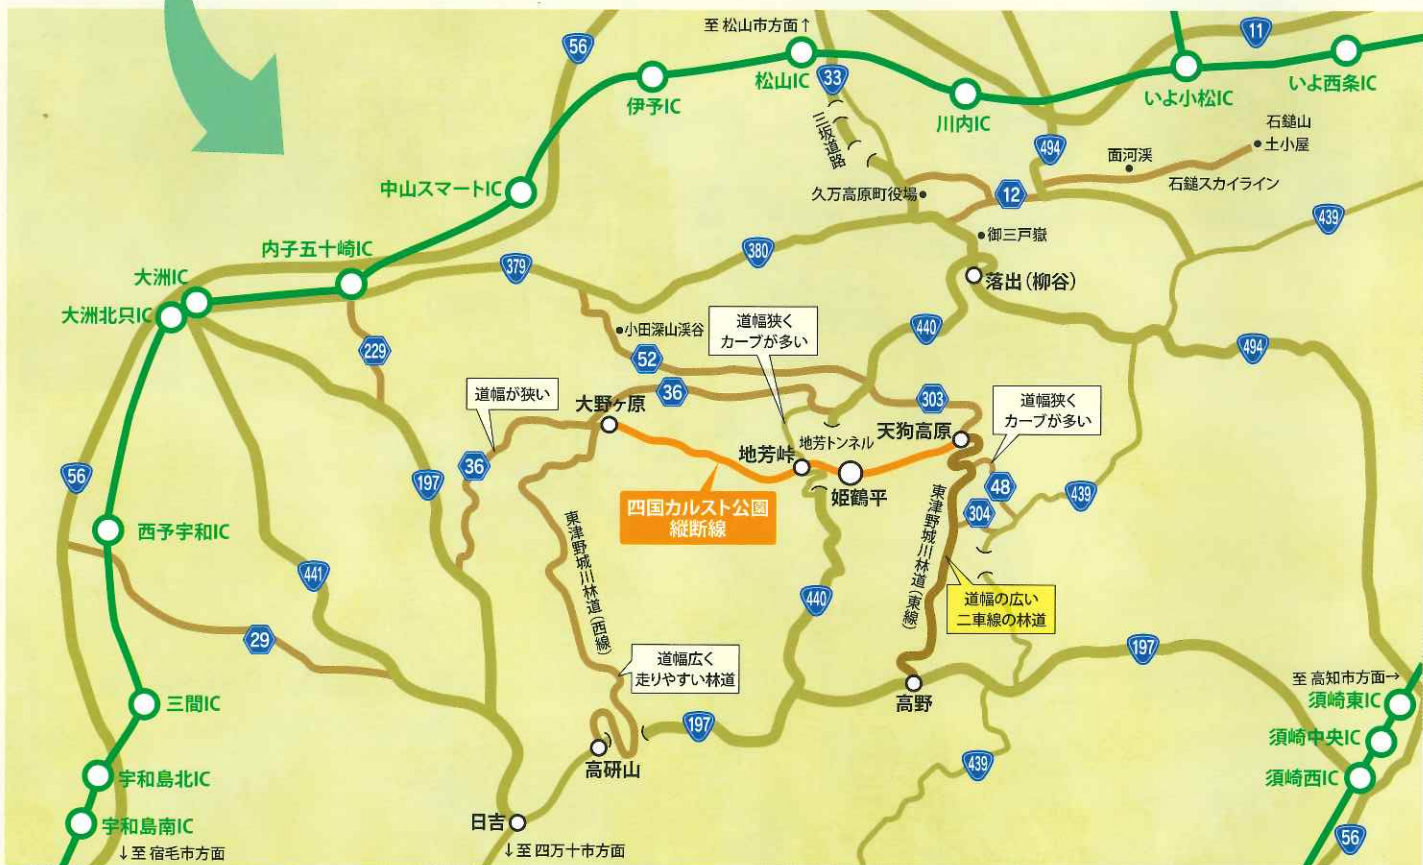 至 松山市方面↑
56
11
松山IC
33
伊予IC
川内IC
いよ小松IC
いよ西条IC
三坂道路
494
石鎚山
土小屋
面河渓
石鎚スカイライン
中山スマートIC
久万高原町役場
12
439
御三戸嶽
内子五十崎IC
380
379
大洲IC
落出(柳谷)
大洲北只IC
道幅狭く
カーブが多い
小田深山渓谷
440
229
52
494
道幅が狭い
36
303
道幅狭く
カーブが多い
大野ヶ原
天狗高原
地芳トンネル
地芳峠
36
56
197
姫鶴平
48
439
四国カルスト公園
縦断線
304
西予宇和IC
東津野城川林道(西線)
東津野城川林道(東線)
441
440
道幅の広い
二車線の林道
29
197
道幅広く
走りやすい林道
至 高知市方面→
三間IC
高野
須崎東IC
197
須崎中央IC
高研山
439
須崎西IC
宇和島北IC
日吉
宇和島南IC
56
↓至 宿毛市方面
↓至 四万十市方面